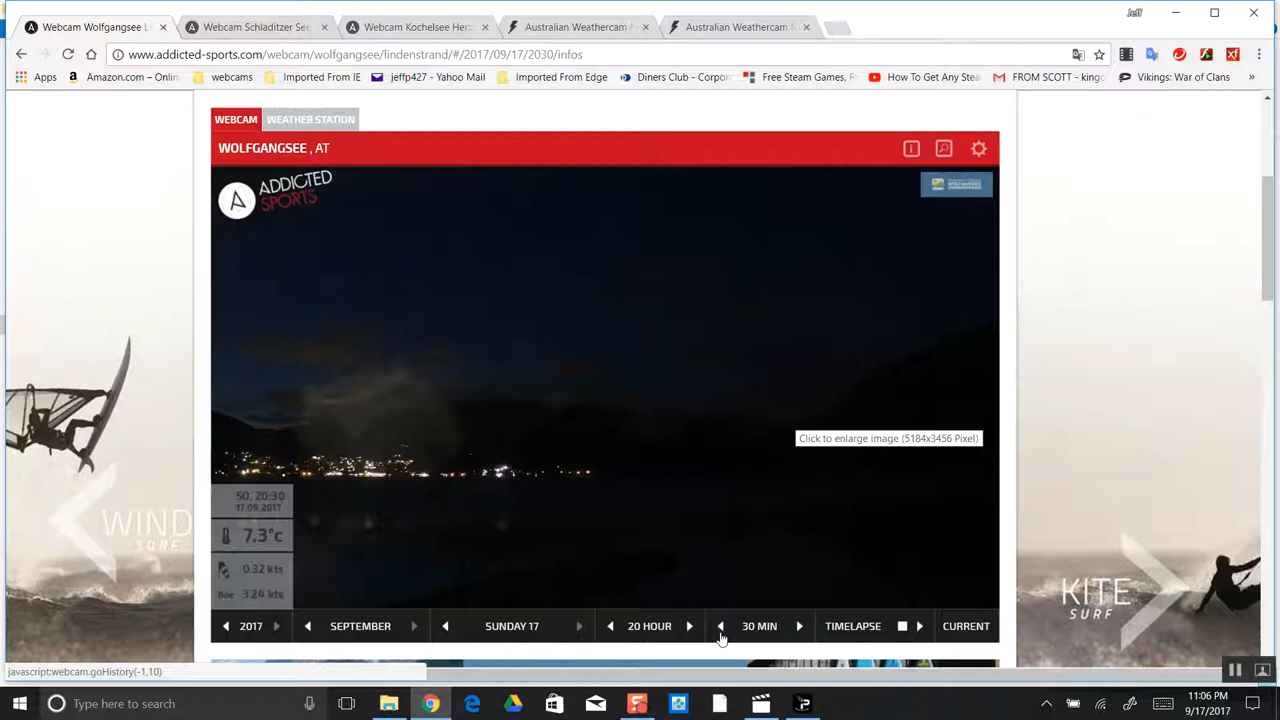 Jeff
Webcam Wolfgangsee L
Webcam Schladitzer See
Webcam Kochelsee Herz
Australian Weathercam
Australian Weathercam
www.addicted-sports.com/webcam/wolfgangsee/lindenstrand/#/2017/09/17/2030/infos
Apps
Amazon.com – Onlin
webcams
Imported From IE
jeffp427 - Yahoo Mail
Imported From Edge
Diners Club - Corpor
Free Steam Games, R
How To Get Any Stea
FROM SCOTT - king
Vikings: War of Clans
»
WEBCAM WEATHER STATION
WOLFGANGSEE , AT
ADDICTED
SPORTS
Click to enlarge image (5184x3456 Pixel)
SO, 20:30
17.09.2017
7.3°c
0.32 kts
Boe 3.24 kts
WIND
SURF
KITE
SURF
2017 SEPTEMBER SUNDAY 17 20 HOUR 30 MIN TIMELAPSE CURRENT
javascript:webcam.goHistory(-1,10)
Type here to search
11:06 PM
9/17/2017